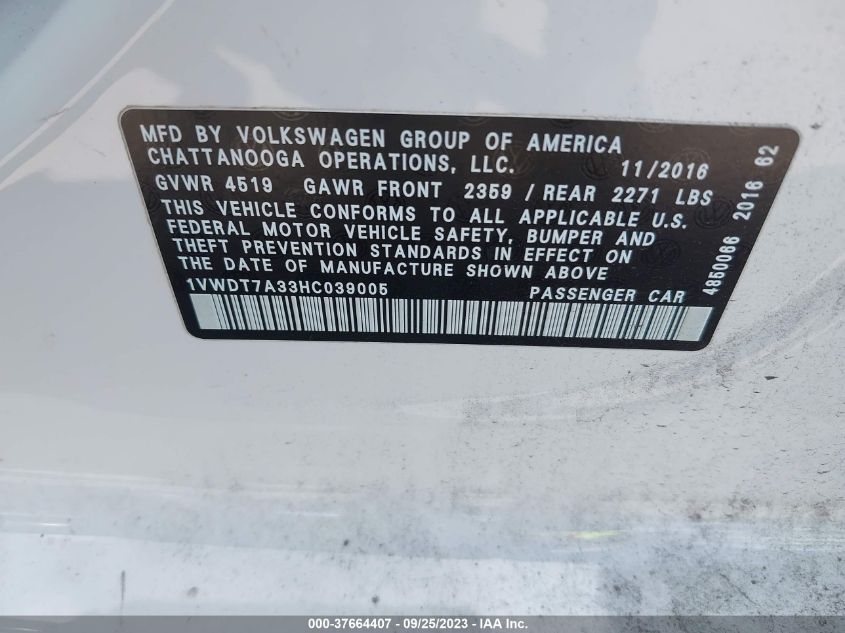 MFD BY VOLKSWAGEN GROUP OF AMERICA
CHATTANOOGA OPERATIONS, LLC. 11/2016
GVWR 4519 GAWR FRONT 2359 / REAR 2271 LBS
THIS VEHICLE CONFORMS TO ALL APPLICABLE U.S.
FEDERAL MOTOR VEHICLE SAFETY, BUMPER AND
THEFT PREVENTION STANDARDS IN EFFECT ON
THE DATE OF MANUFACTURE SHOWN ABOVE
1VWDT7A33HC039005 PASSENGER CAR
4850066 2016 62
000-37664407 - 09/25/2023 - © IAA Inc.